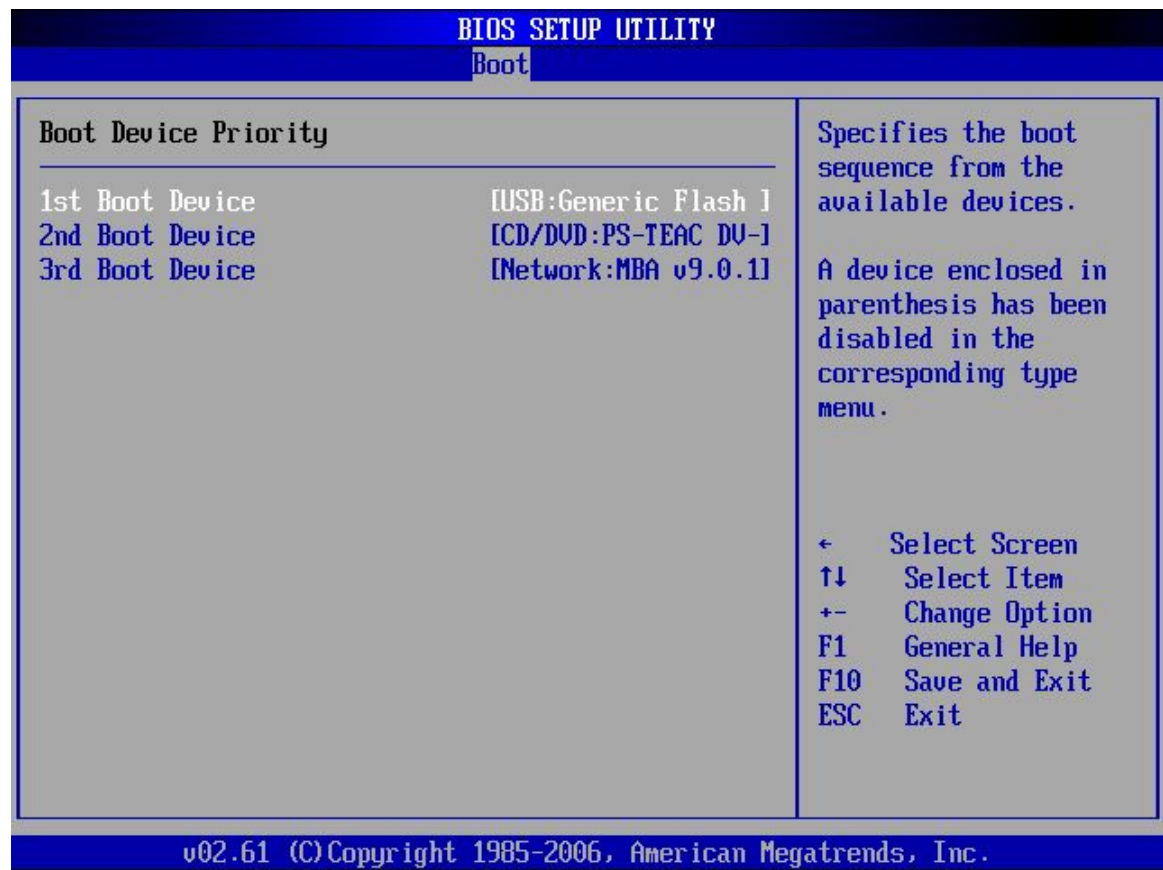 BIOS SETUP UTILITY
Boot
Boot Device Priority
1st Boot Device [USB:Generic Flash ]
2nd Boot Device [CD/DVD:PS-TEAC DV-]
3rd Boot Device [Network:MBA v9.0.1]
Specifies the boot
sequence from the
available devices.
A device enclosed in
parenthesis has been
disabled in the
corresponding type
menu.
← Select Screen
↑↓ Select Item
+- Change Option
F1 General Help
F10 Save and Exit
ESC Exit
v02.61 (C)Copyright 1985-2006, American Megatrends, Inc.